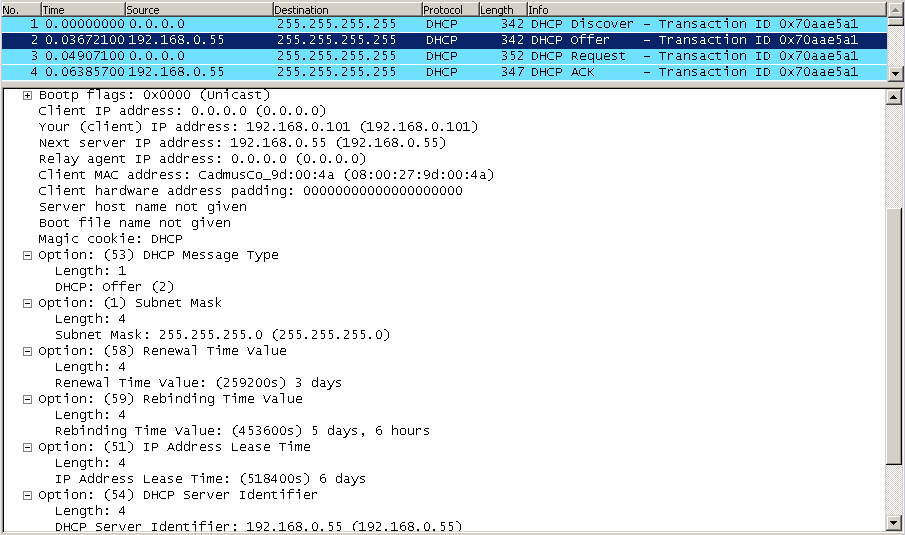 No. Time Source Destination Protocol Length Info
1 0.00000000 0.0.0.0 255.255.255.255 DHCP 342 DHCP Discover - Transaction ID 0x70aae5a1
2 0.03672100 192.168.0.55 255.255.255.255 DHCP 342 DHCP Offer - Transaction ID 0x70aae5a1
3 0.04907100 0.0.0.0 255.255.255.255 DHCP 352 DHCP Request - Transaction ID 0x70aae5a1
4 0.06385700 192.168.0.55 255.255.255.255 DHCP 347 DHCP ACK - Transaction ID 0x70aae5a1
Bootp flags: 0x0000 (Unicast)
Client IP address: 0.0.0.0 (0.0.0.0)
Your (client) IP address: 192.168.0.101 (192.168.0.101)
Next server IP address: 192.168.0.55 (192.168.0.55)
Relay agent IP address: 0.0.0.0 (0.0.0.0)
Client MAC address: CadmusCo_9d:00:4a (08:00:27:9d:00:4a)
Client hardware address padding: 00000000000000000000
Server host name not given
Boot file name not given
Magic cookie: DHCP
Option: (53) DHCP Message Type
Length: 1
DHCP: Offer (2)
Option: (1) Subnet Mask
Length: 4
Subnet Mask: 255.255.255.0 (255.255.255.0)
Option: (58) Renewal Time Value
Length: 4
Renewal Time Value: (259200s) 3 days
Option: (59) Rebinding Time Value
Length: 4
Rebinding Time Value: (453600s) 5 days, 6 hours
Option: (51) IP Address Lease Time
Length: 4
IP Address Lease Time: (518400s) 6 days
Option: (54) DHCP Server Identifier
Length: 4
DHCP Server Identifier: 192.168.0.55 (192.168.0.55)